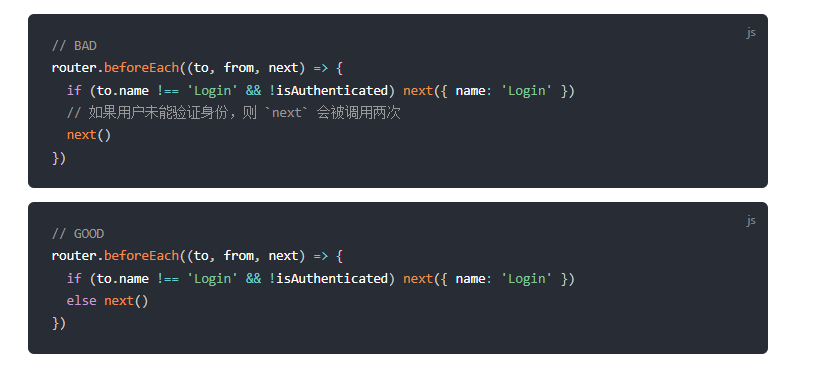 js
// BAD
router.beforeEach((to, from, next) => {
  if (to.name !== 'Login' && !isAuthenticated) next({ name: 'Login' })
  // 如果用户未能验证身份，则 `next` 会被调用两次
  next()
})
js
// GOOD
router.beforeEach((to, from, next) => {
  if (to.name !== 'Login' && !isAuthenticated) next({ name: 'Login' })
  else next()
})